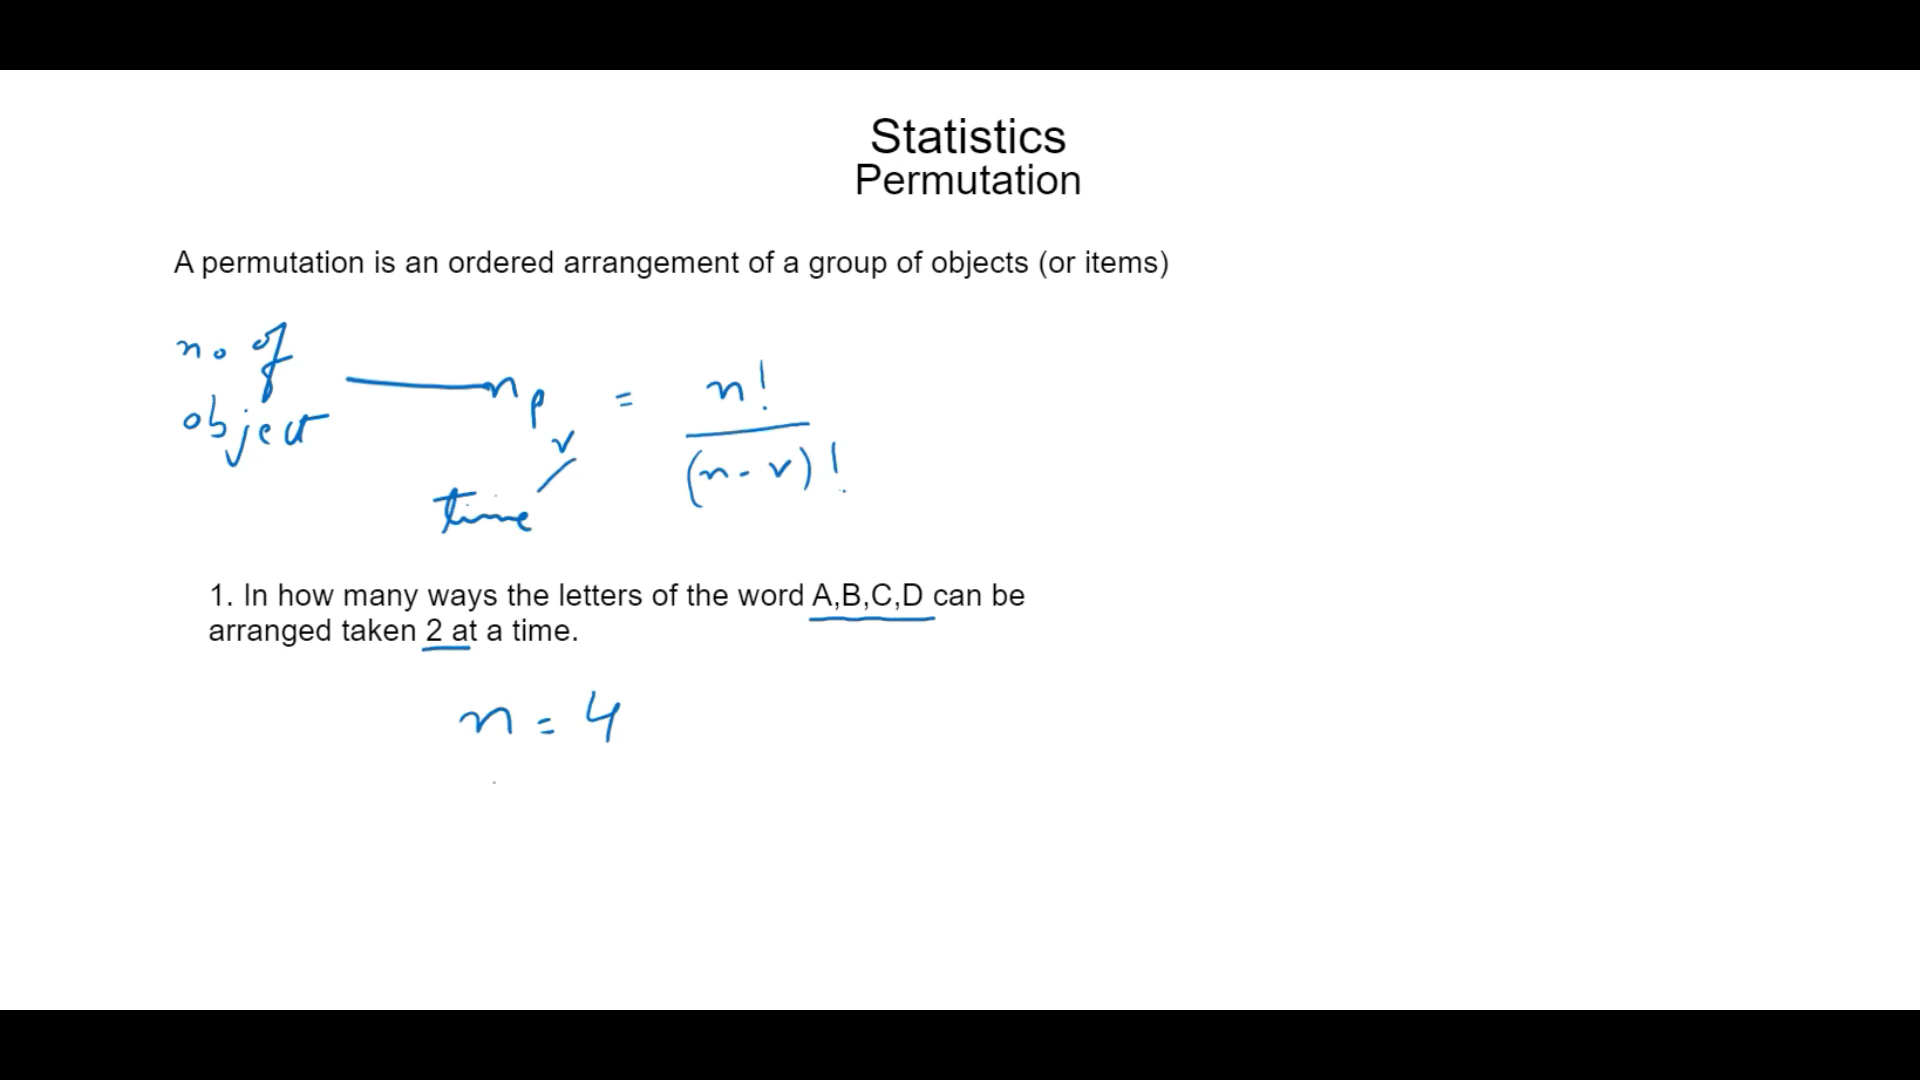 Statistics
Permutation
A permutation is an ordered arrangement of a group of objects (or items)
no. of
object
nPr = n!
(n-r)!
time
1. In how many ways the letters of the word A,B,C,D can be
arranged taken 2 at a time.
n = 4